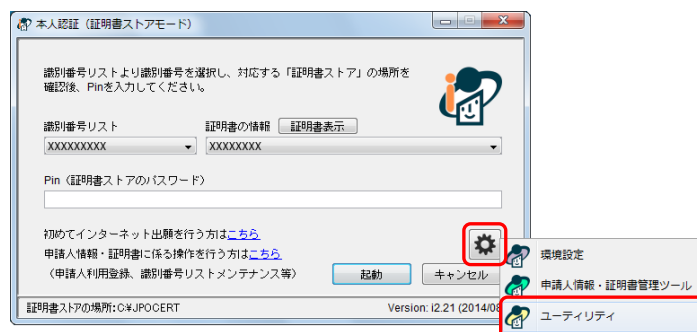 本人認証（証明書ストアモード）
識別番号リストより識別番号を選択し、対応する「証明書ストア」の場所を
確認後、Pinを入力してください。
識別番号リスト 証明書の情報 証明書表示
XXXXXXXXX XXXXXXXX
Pin（証明書ストアのパスワード）
初めてインターネット出願を行う方はこちら
申請人情報・証明書に係る操作を行う方はこちら
（申請人利用登録、識別番号リストメンテナンス等） 起動 キャンセル
環境設定
申請人情報・証明書管理ツール
ユーティリティ
証明書ストアの場所:C¥JPOCERT Version: i2.21 (2014/08